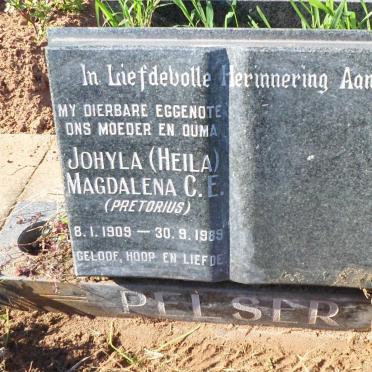 In Liefdevolle Herinnering Aan
MY DIERBARE EGGENOTE
ONS MOEDER EN OUMA
JOHYLA (HEILA)
MAGDALENA C. E.
(PRETORIUS)
8. 1. 1909 — 30. 9. 1989
GELOOF, HOOP EN LIEFDE
PELSER